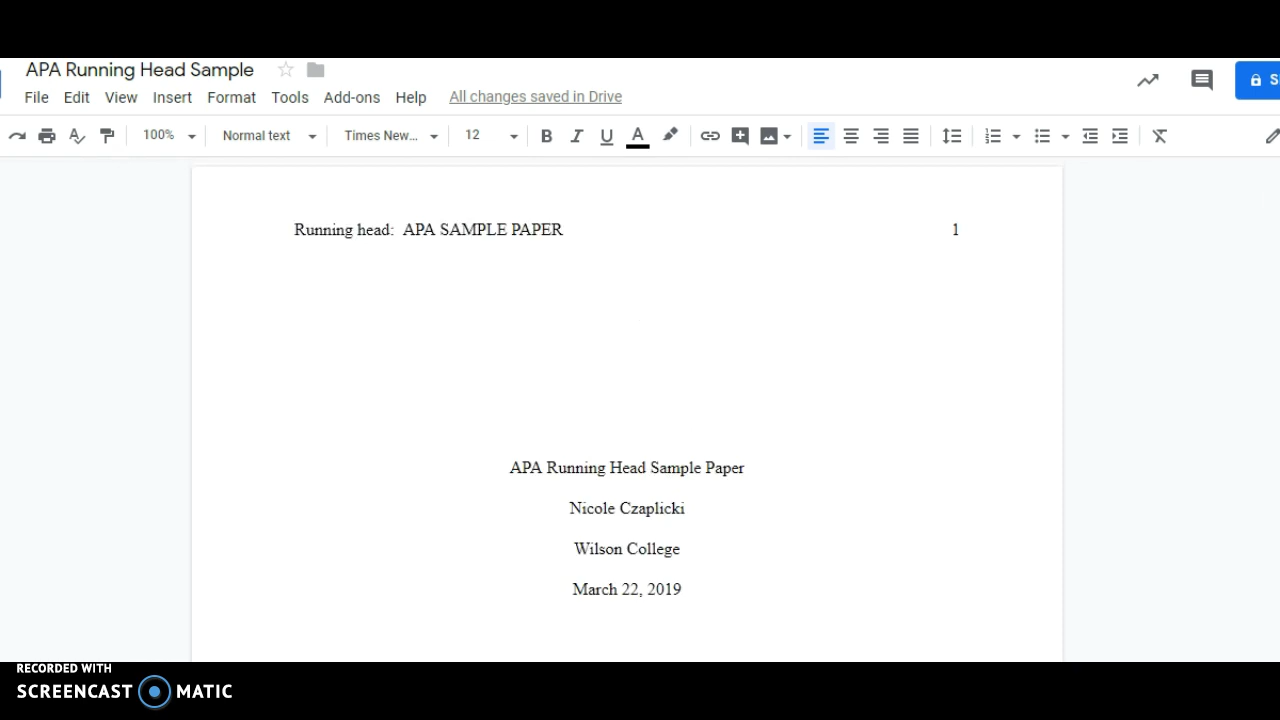 APA Running Head Sample
File Edit View Insert Format Tools Add-ons Help All changes saved in Drive
100% Normal text Times New... 12 B I U A
Running head:  APA SAMPLE PAPER 1
APA Running Head Sample Paper
Nicole Czaplicki
Wilson College
March 22, 2019
RECORDED WITH
SCREENCAST MATIC